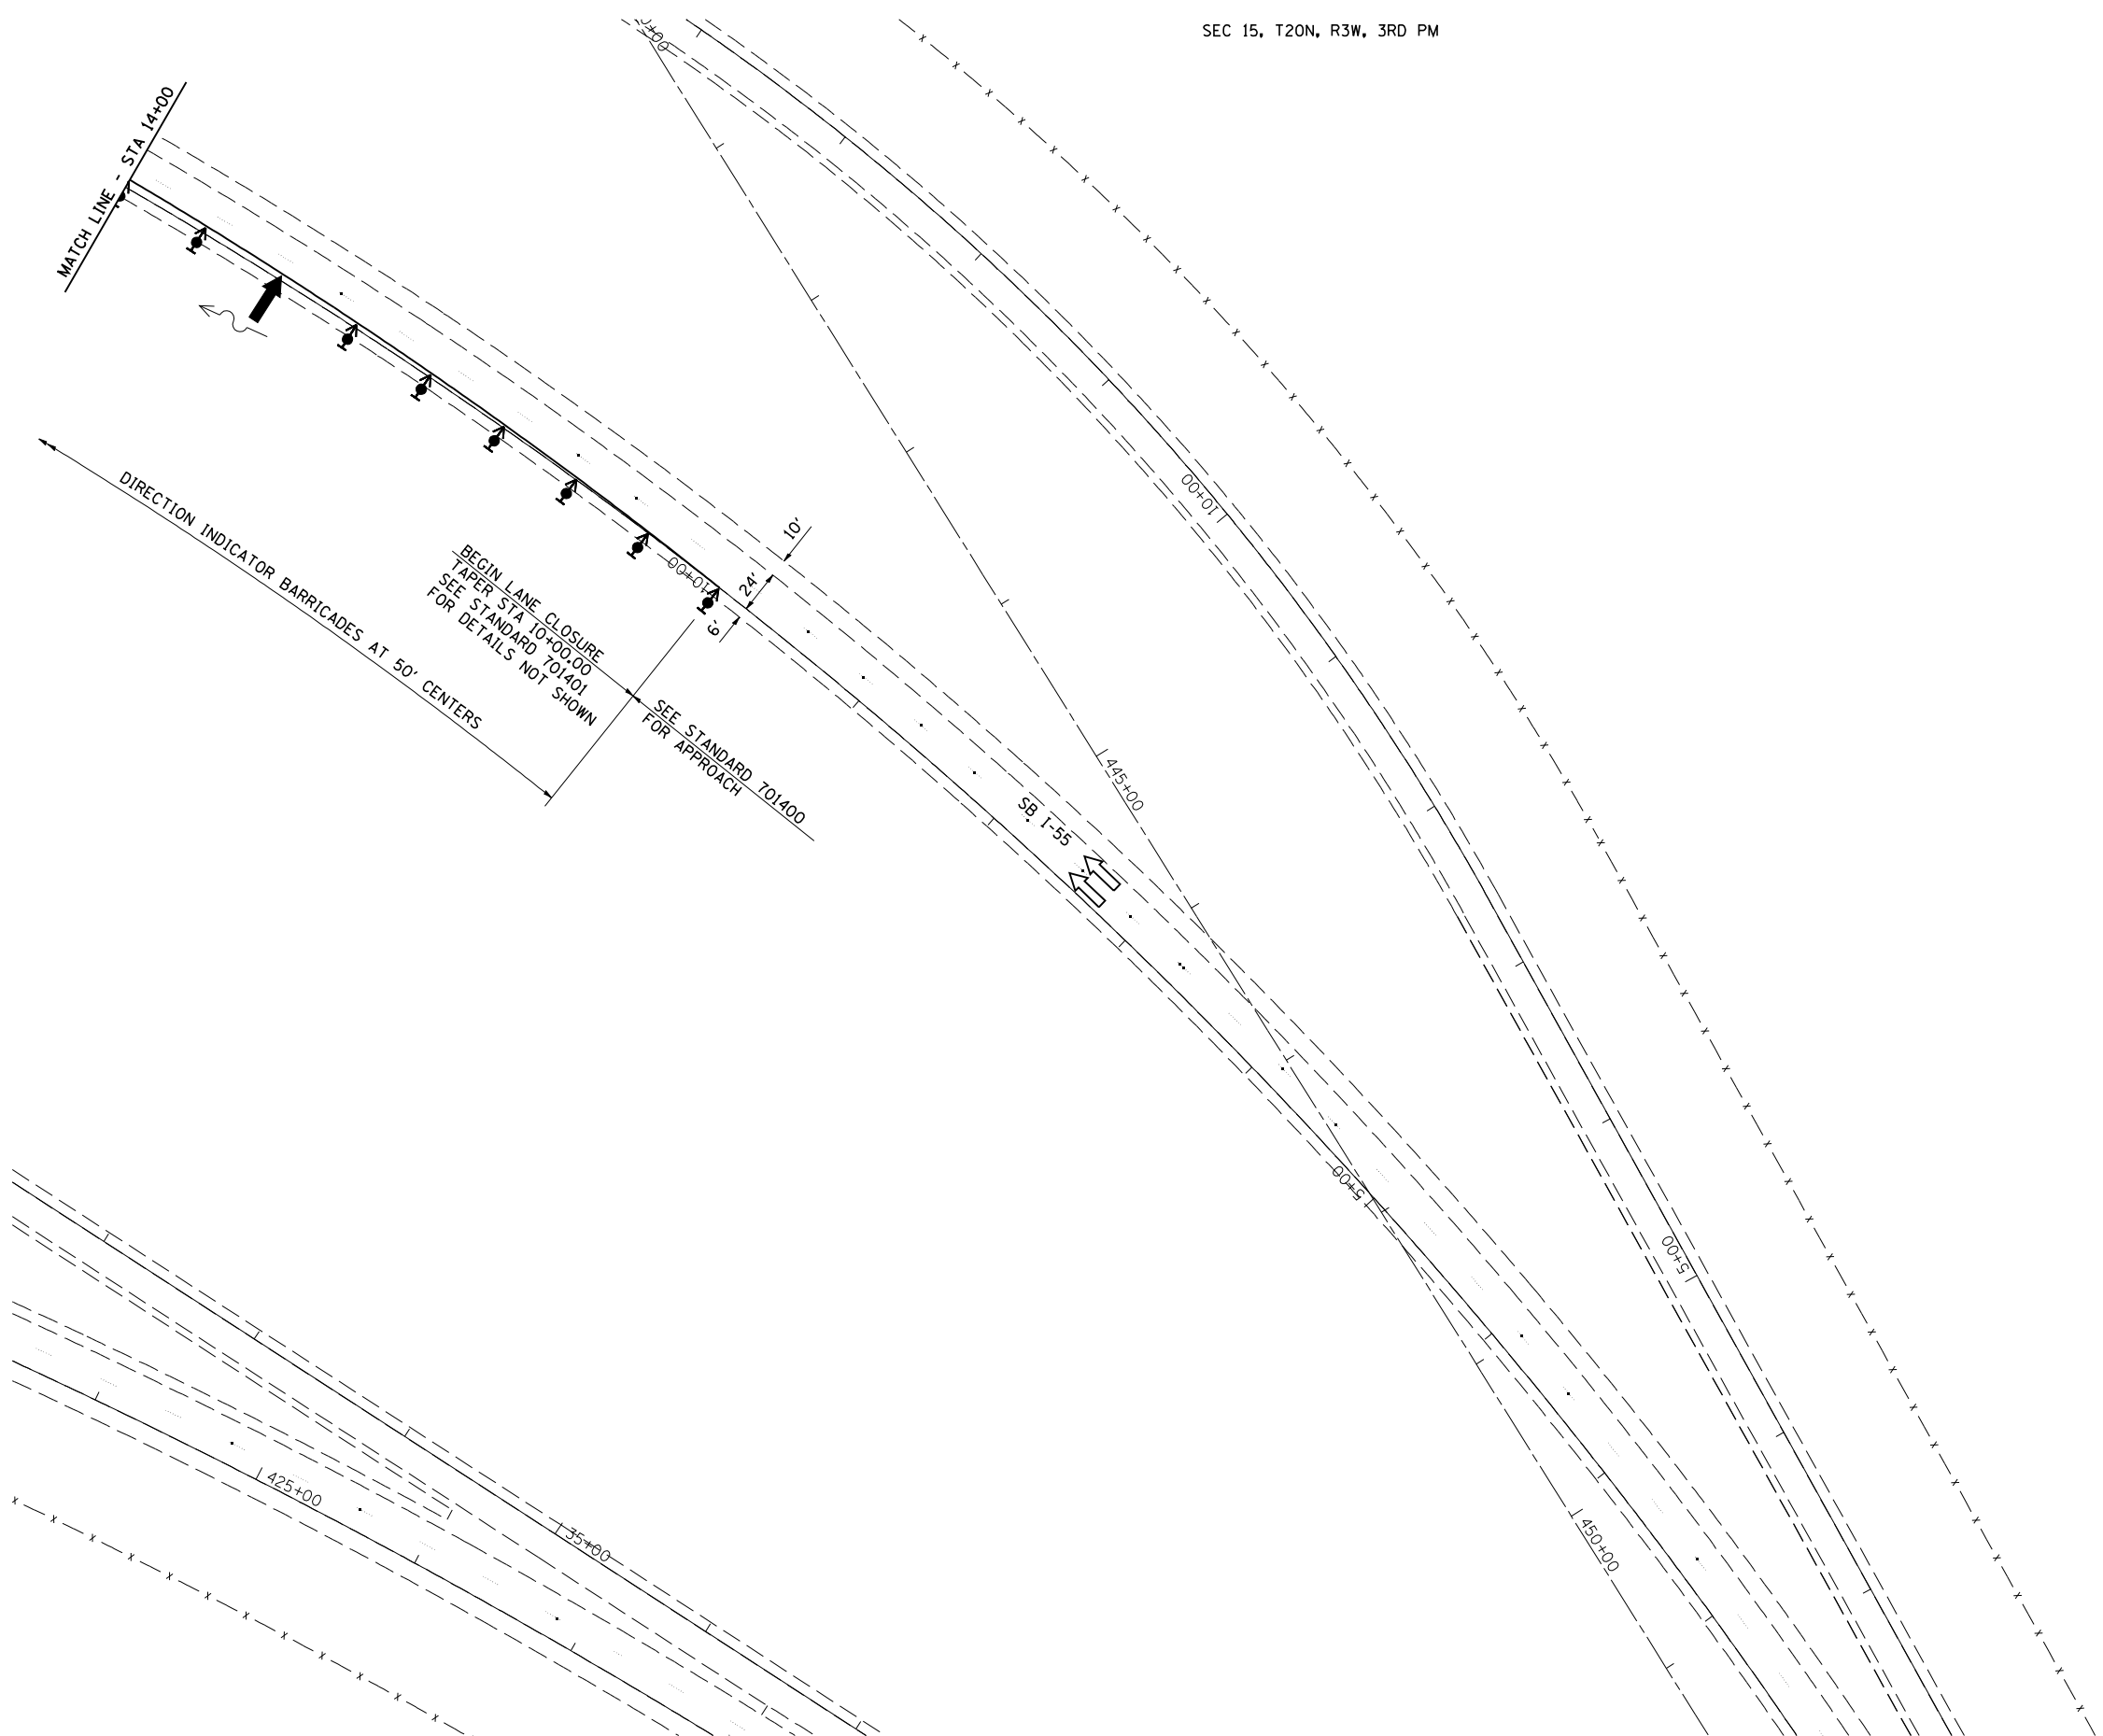 SEC 15, T20N, R3W, 3RD PM
MATCH LINE - STA 14+00
10+00
DIRECTION INDICATOR BARRICADES AT 50' CENTERS
BEGIN LANE CLOSURE
TAPER STA 10+00.00
SEE STANDARD 701401
FOR DETAILS NOT SHOWN
10+00
10'
24'
6'
SEE STANDARD 701400
FOR APPROACH
445+00
SB I-55
5+00
5+00
425+00
35+00
450+00